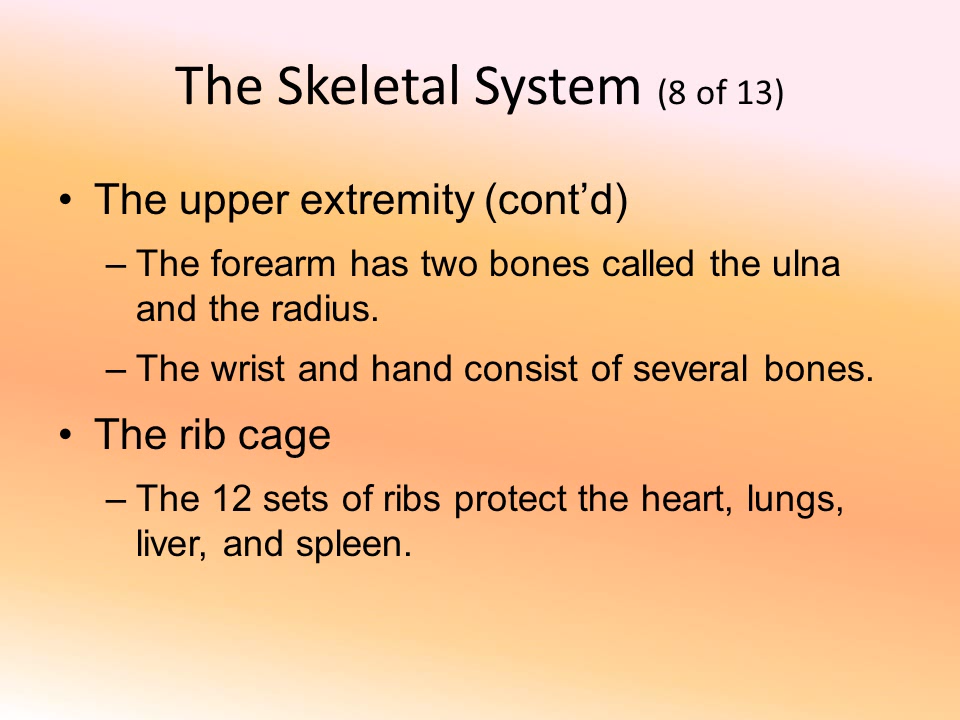 The Skeletal System (8 of 13)
• The upper extremity (cont’d)
– The forearm has two bones called the ulna
and the radius.
– The wrist and hand consist of several bones.
• The rib cage
– The 12 sets of ribs protect the heart, lungs,
liver, and spleen.